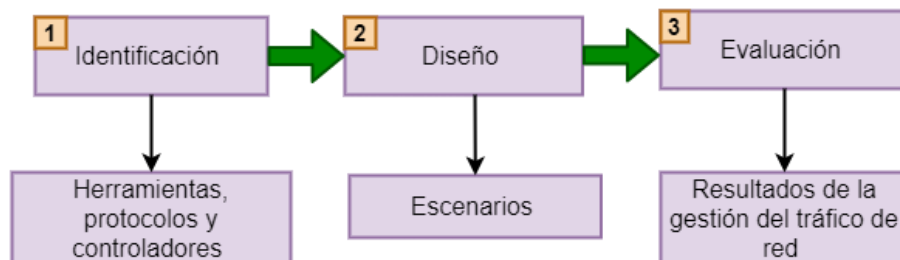 1
Identificación
2
Diseño
3
Evaluación
Herramientas,
protocolos y
controladores
Escenarios
Resultados de la
gestión del tráfico de
red